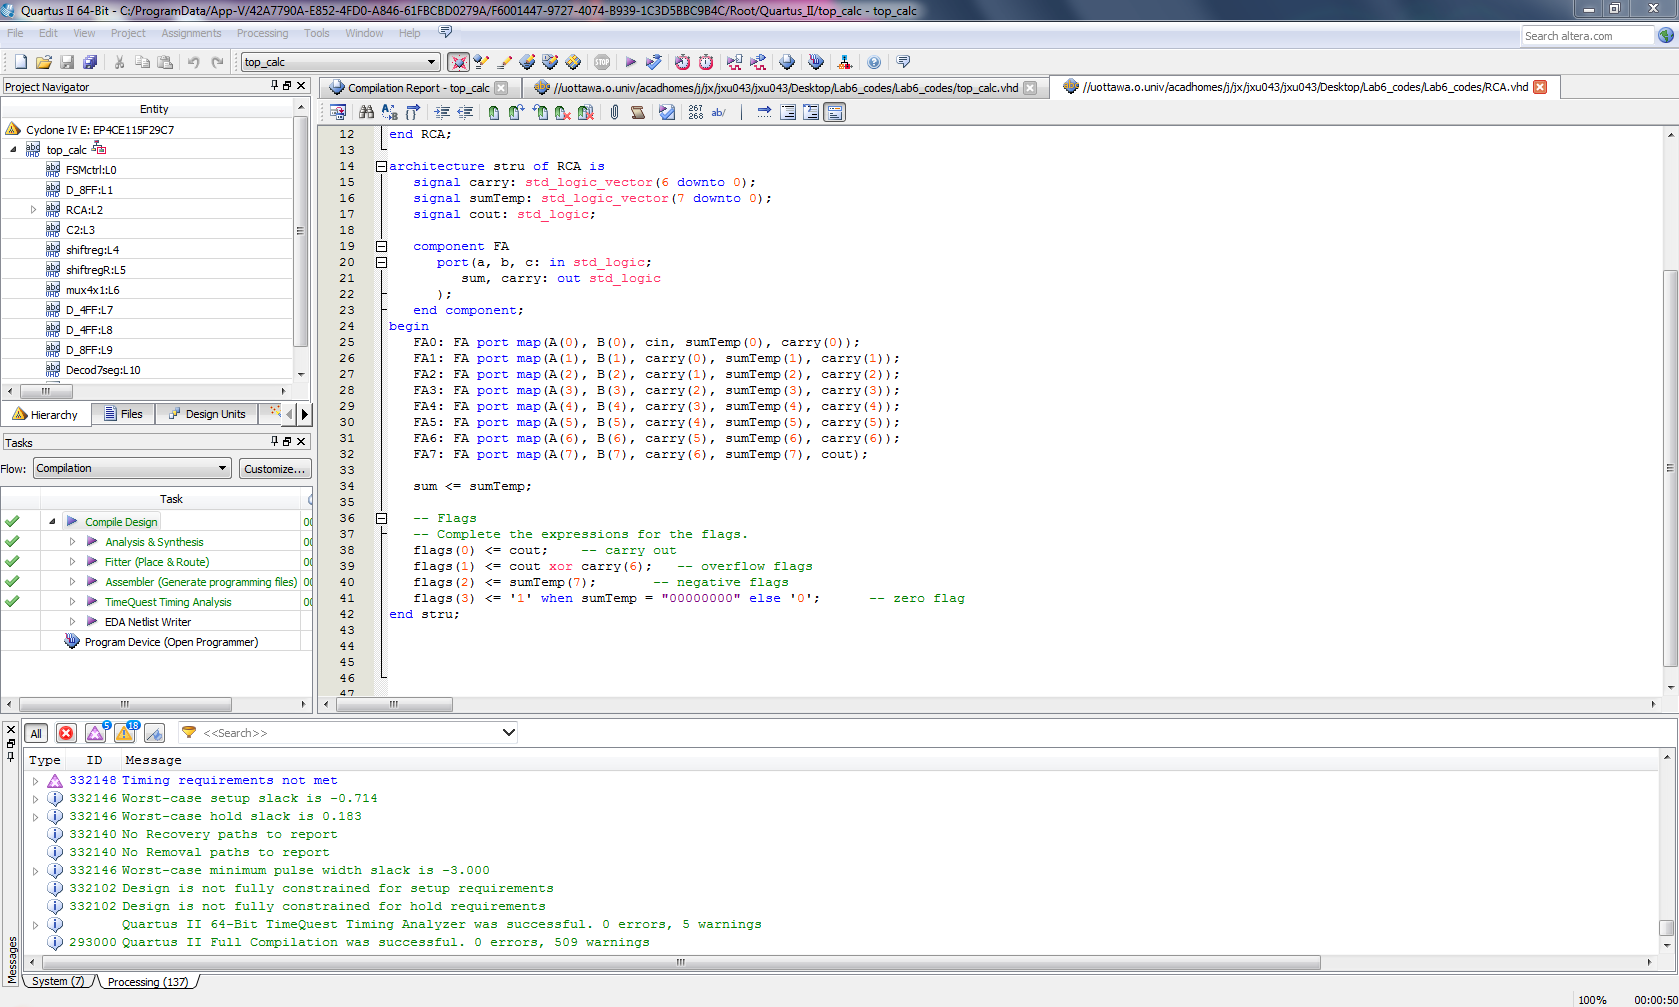 Quartus II 64-Bit - C:/ProgramData/App-V/42A7790A-E852-4FD0-A846-61FBCBD0279A/F6001447-9727-4074-B939-1C3D5BBC9B4C/Root/Quartus_II/top_calc - top_calc
File Edit View Project Assignments Processing Tools Window Help
Search altera.com
top_calc
Project Navigator
Entity
Cyclone IV E: EP4CE115F29C7
top_calc
FSMctrl:L0
D_8FF:L1
RCA:L2
C2:L3
shiftreg:L4
shiftregR:L5
mux4x1:L6
D_4FF:L7
D_4FF:L8
D_8FF:L9
Decod7seg:L10
Hierarchy Files Design Units
Tasks
Flow: Compilation Customize...
Task
Compile Design 00
Analysis & Synthesis 00
Fitter (Place & Route) 00
Assembler (Generate programming files) 00
TimeQuest Timing Analysis 00
EDA Netlist Writer
Program Device (Open Programmer)
Compilation Report - top_calc //uottawa.o.univ/acadhomes/j/jx/jxu043/jxu043/Desktop/Lab6_codes/Lab6_codes/top_calc.vhd //uottawa.o.univ/acadhomes/j/jx/jxu043/jxu043/Desktop/Lab6_codes/Lab6_codes/RCA.vhd
267
268 ab/
12 end RCA;
13
14 architecture stru of RCA is
15 signal carry: std_logic_vector(6 downto 0);
16 signal sumTemp: std_logic_vector(7 downto 0);
17 signal cout: std_logic;
18
19 component FA
20 port(a, b, c: in std_logic;
21 sum, carry: out std_logic
22 );
23 end component;
24 begin
25 FA0: FA port map(A(0), B(0), cin, sumTemp(0), carry(0));
26 FA1: FA port map(A(1), B(1), carry(0), sumTemp(1), carry(1));
27 FA2: FA port map(A(2), B(2), carry(1), sumTemp(2), carry(2));
28 FA3: FA port map(A(3), B(3), carry(2), sumTemp(3), carry(3));
29 FA4: FA port map(A(4), B(4), carry(3), sumTemp(4), carry(4));
30 FA5: FA port map(A(5), B(5), carry(4), sumTemp(5), carry(5));
31 FA6: FA port map(A(6), B(6), carry(5), sumTemp(6), carry(6));
32 FA7: FA port map(A(7), B(7), carry(6), sumTemp(7), cout);
33
34 sum <= sumTemp;
35
36 -- Flags
37 -- Complete the expressions for the flags.
38 flags(0) <= cout; -- carry out
39 flags(1) <= cout xor carry(6); -- overflow flags
40 flags(2) <= sumTemp(7); -- negative flags
41 flags(3) <= '1' when sumTemp = "00000000" else '0'; -- zero flag
42 end stru;
43
44
45
46
47
Messages
All 5 18 <<Search>>
Type ID Message
332148 Timing requirements not met
332146 Worst-case setup slack is -0.714
332146 Worst-case hold slack is 0.183
332140 No Recovery paths to report
332140 No Removal paths to report
332146 Worst-case minimum pulse width slack is -3.000
332102 Design is not fully constrained for setup requirements
332102 Design is not fully constrained for hold requirements
Quartus II 64-Bit TimeQuest Timing Analyzer was successful. 0 errors, 5 warnings
293000 Quartus II Full Compilation was successful. 0 errors, 509 warnings
System (7) Processing (137)
100% 00:00:50